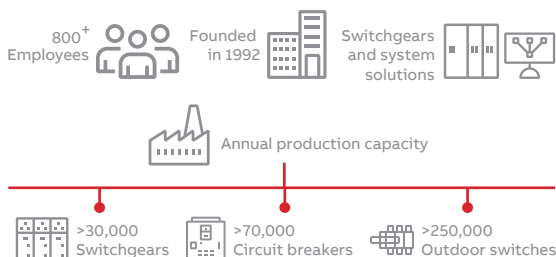 800+
Employees
Founded
in 1992
Switchgears
and system
solutions
Annual production capacity
>30,000
Switchgears
>70,000
Circuit breakers
>250,000
Outdoor switches